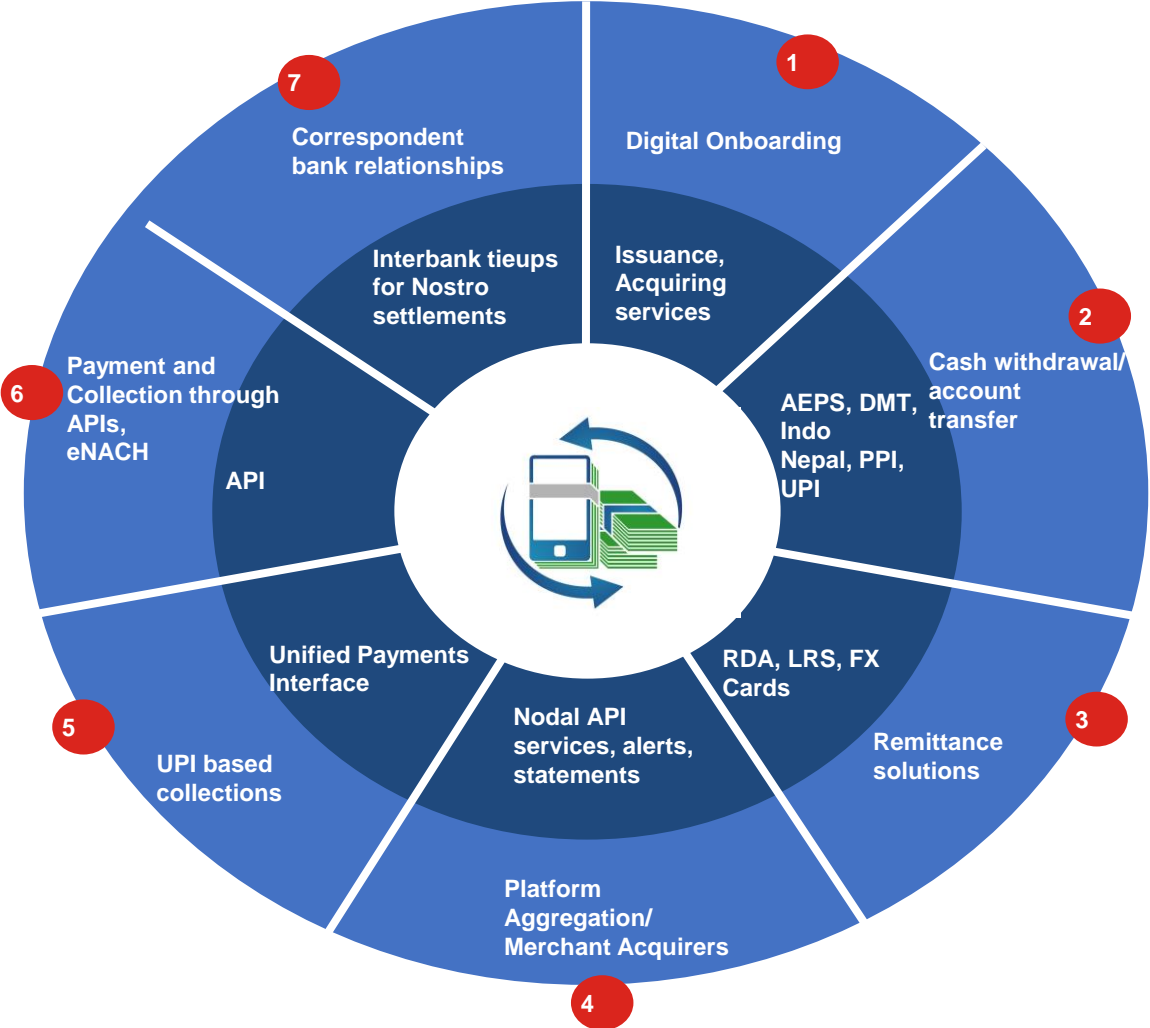 1
Digital Onboarding
Issuance,
Acquiring
services
2
Cash withdrawal/
account
transfer
AEPS, DMT,
Indo
Nepal, PPI,
UPI
3
Remittance
solutions
RDA, LRS, FX
Cards
4
Platform
Aggregation/
Merchant Acquirers
Nodal API
services, alerts,
statements
5
UPI based
collections
Unified Payments
Interface
6
Payment and
Collection through
APIs,
eNACH
API
7
Correspondent
bank relationships
Interbank tieups
for Nostro
settlements